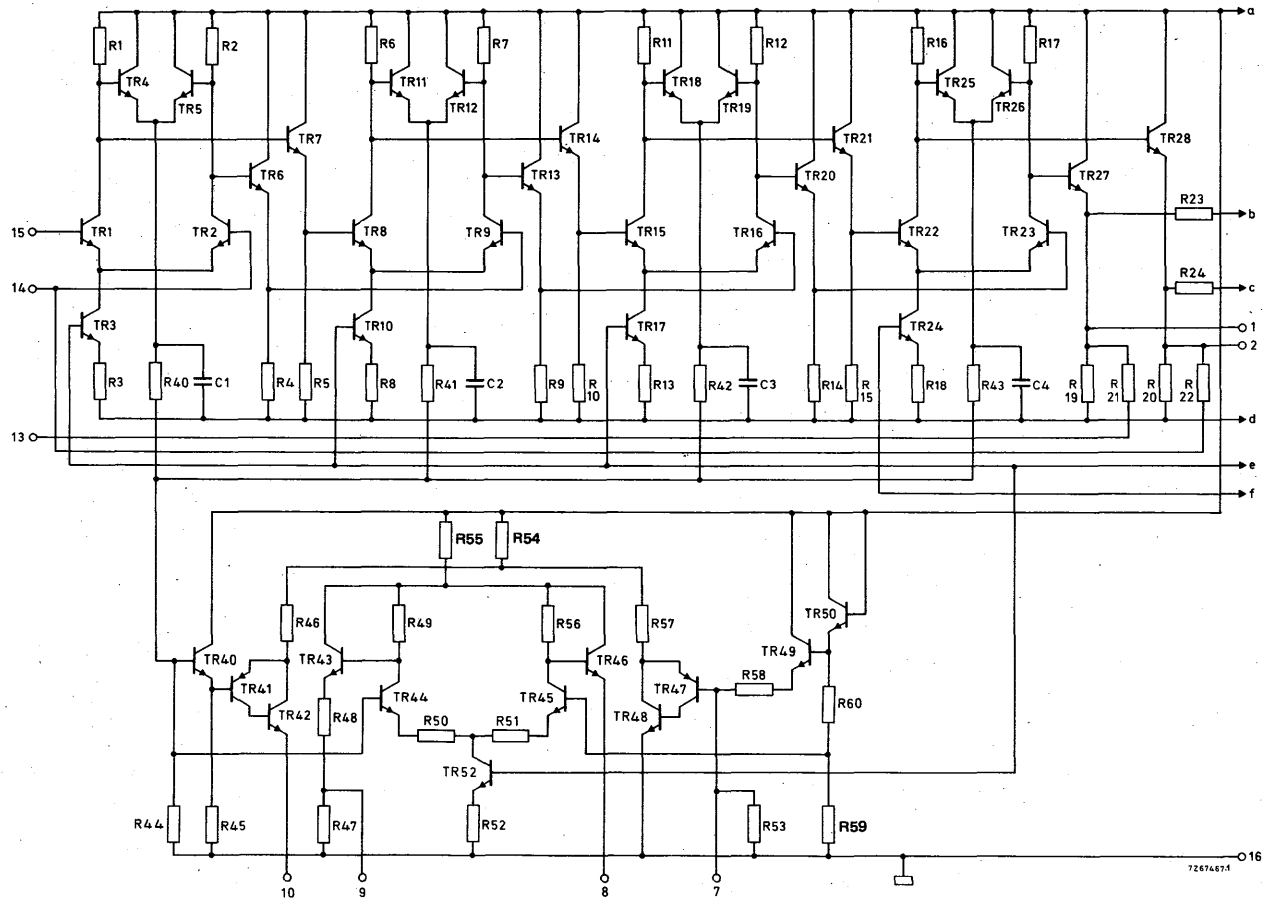 a
R1 R2 R6 R7 R11 R12 R16 R17
TR4 TR5 TR11 TR12 TR18 TR19 TR25 TR26
TR7 TR14 TR21 TR28
TR6 TR13 TR20 TR27
R23
b
15 TR1 TR2 TR8 TR9 TR15 TR16 TR22 TR23
R24
14 c
TR3 TR10 TR17 TR24 1
2
R3 R40 C1 R4 R5 R8 R41 C2 R9 R 10 R13 R42 C3 R14 R 15 R18 R43 C4 R 19 R 21 R 20 R 22
d
13
e
f
R55 R54
R46 R49 R56 R57 TR50
TR40 TR43 TR46 TR49
TR41 TR44 TR45 TR47 R58
TR42 R48 R50 R51 TR48 R60
TR52
R44 R45 R47 R52 R53 R59
16
7267467.1
10 9 8 7